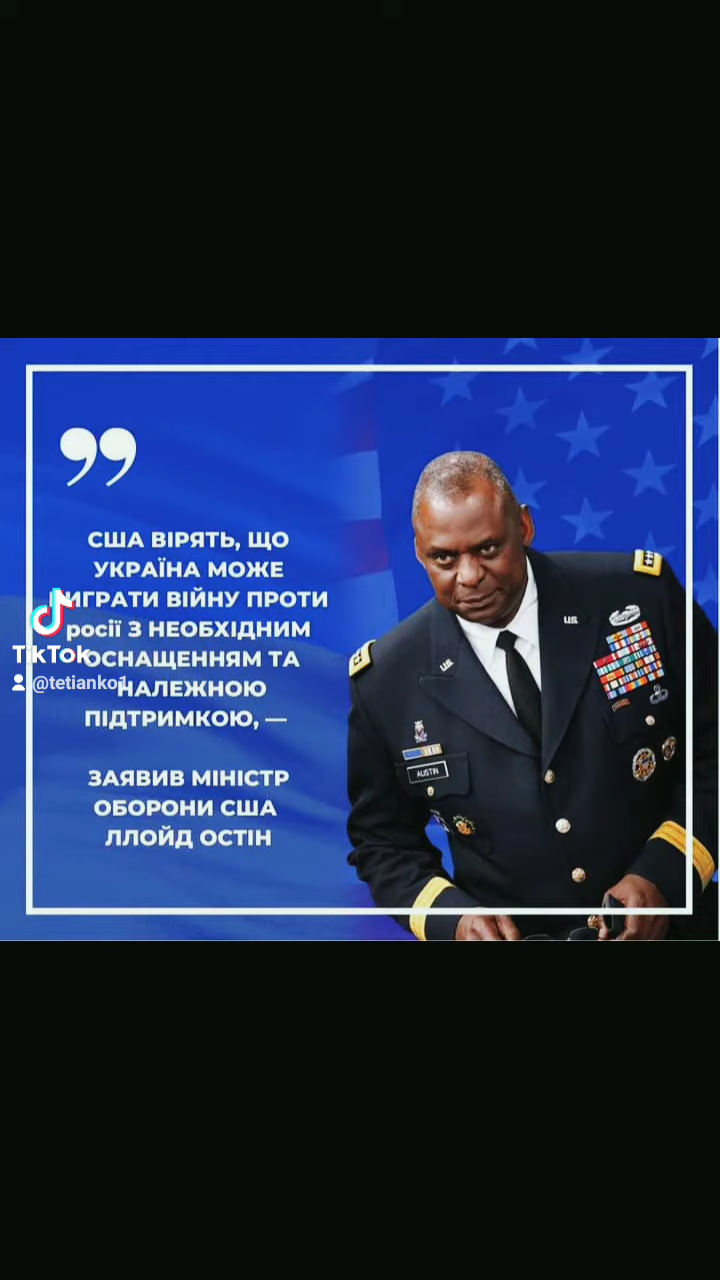 ”
США ВІРЯТЬ, ЩО
УКРАЇНА МОЖЕ
ИГРАТИ ВІЙНУ ПРОТИ
росії З НЕОБХІДНИМ
ОСНАЩЕННЯМ ТА
НАЛЕЖНОЮ
ПІДТРИМКОЮ, —
ЗАЯВИВ МІНІСТР
ОБОРОНИ США
ЛЛОЙД ОСТІН
TikTok
@tetianko1
U.S.
U.S.
AUSTIN